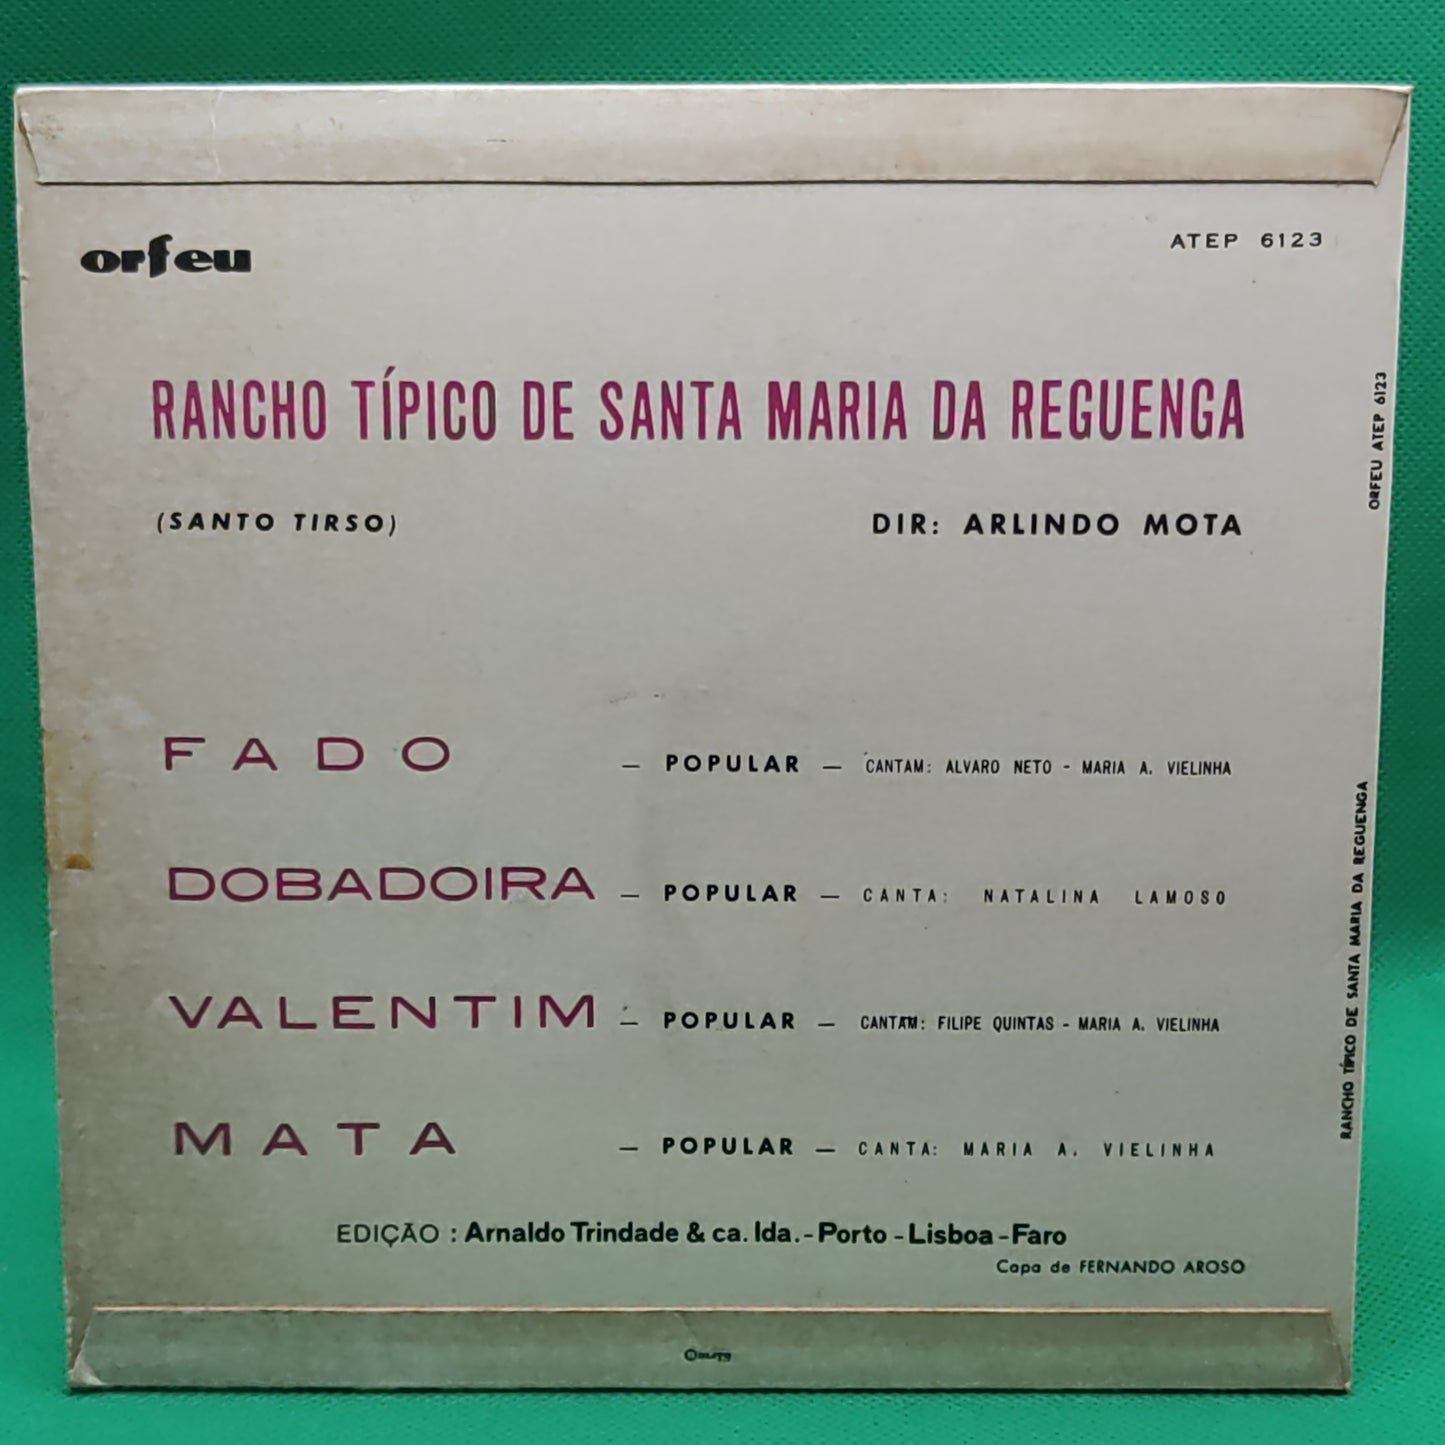 orfeu
ATEP 6123
RANCHO TÍPICO DE SANTA MARIA DA REGUENGA
(SANTO TIRSO)
DIR: ARLINDO MOTA
FADO — POPULAR — CANTAM: ALVARO NETO - MARIA A. VIELINHA
DOBADOIRA — POPULAR — CANTA: NATALINA LAMOSO
VALENTIM — POPULAR — CANTAM: FILIPE QUINTAS - MARIA A. VIELINHA
MATA — POPULAR — CANTA: MARIA A. VIELINHA
EDIÇÃO : Arnaldo Trindade & ca. lda. - Porto - Lisboa - Faro
Capa de FERNANDO AROSO
ORFEU ATEP 6123
RANCHO TÍPICO DE SANTA MARIA DA REGUENGA